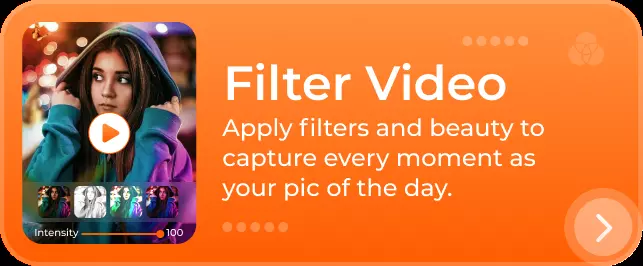 Filter Video
Apply filters and beauty to
capture every moment as
your pic of the day.
Intensity 100